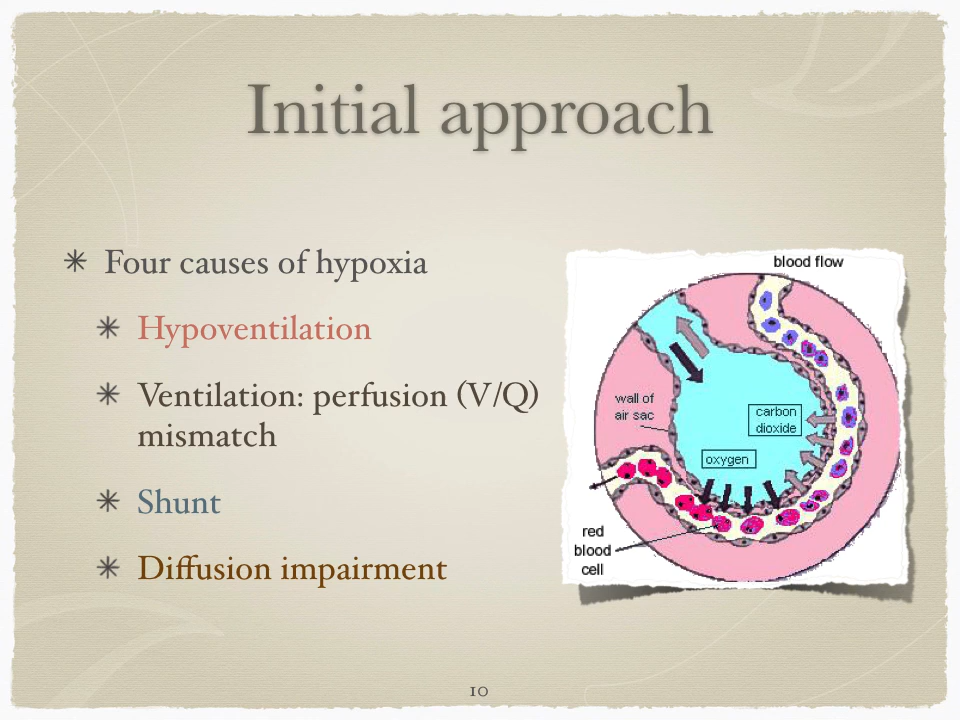 Initial approach
Four causes of hypoxia
Hypoventilation
Ventilation: perfusion (V/Q)
mismatch
Shunt
Diffusion impairment
blood flow
wall of
air sac
carbon
dioxide
oxygen
red
blood
cell
10